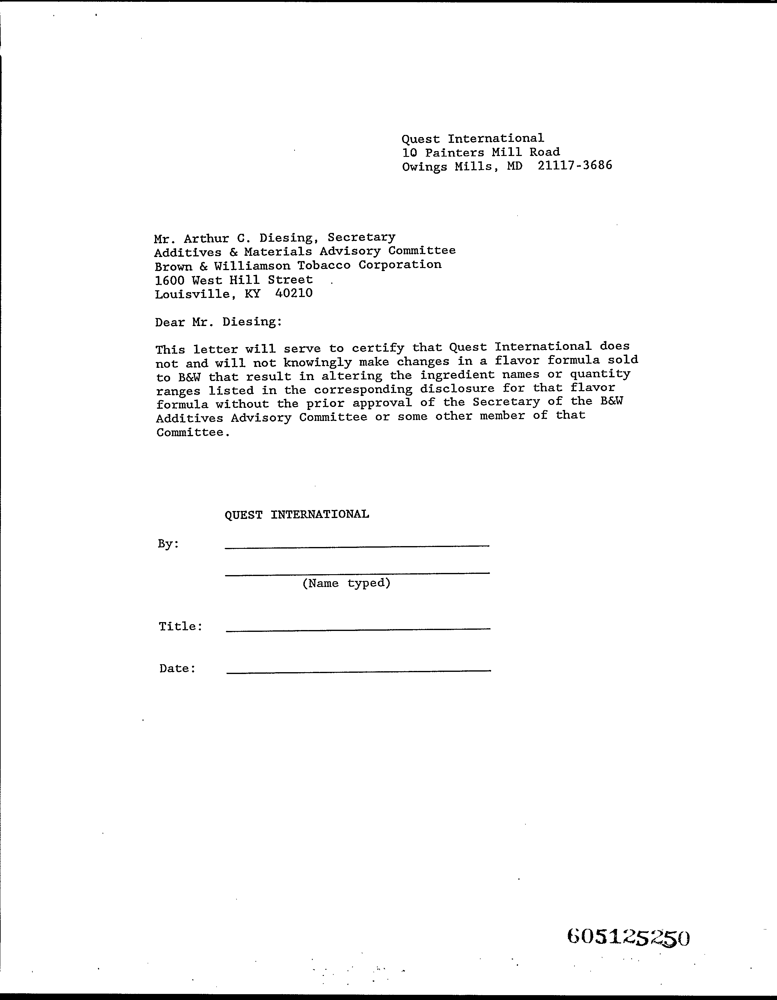 Quest International
10 Painters Mill Road
Owings Mills, MD 21117-3686
Mr. Arthur C. Diesing, Secretary
Additives & Materials Advisory Committee
Brown & Williamson Tobacco Corporation
1600 West Hill Street
Louisville, KY 40210
Dear Mr. Diesing:
This letter will serve to certify that Quest International does
not and will not knowingly make changes in a flavor formula sold
to B&W that result in altering the ingredient names or quantity
ranges listed in the corresponding disclosure for that flavor
formula without the prior approval of the Secretary of the B&W
Additives Advisory Committee or some other member of that
Committee.
QUEST INTERNATIONAL
By:
(Name typed)
Title:
Date:
605125250